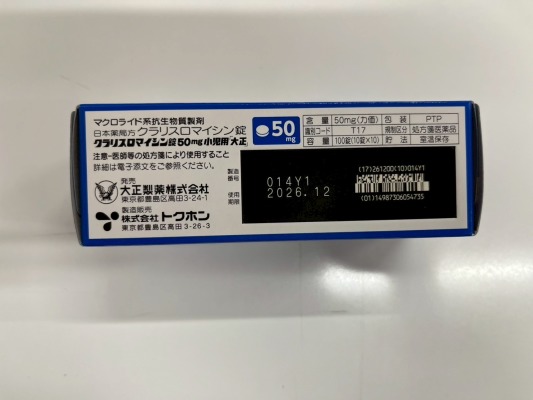 マクロライド系抗生物質製剤
日本薬局方 クラリスロマイシン錠
クラリスロマイシン錠50mg小児用「大正」
50mg
注意-医師等の処方箋により使用すること
詳細は電子添文をご参照ください。
発売
大正製薬株式会社
東京都豊島区高田3-24-1
製造販売
株式会社トクホン
東京都豊島区高田3-26-3
含量 50mg(力価) 包装 PTP
識別コード T17 規制区分 処方箋医薬品
容量 100錠(10錠×10) 貯法 室温保存
製造番号 014Y1
使用期限 2026.12
(17)261200(10)014Y1
(01)14987306054735